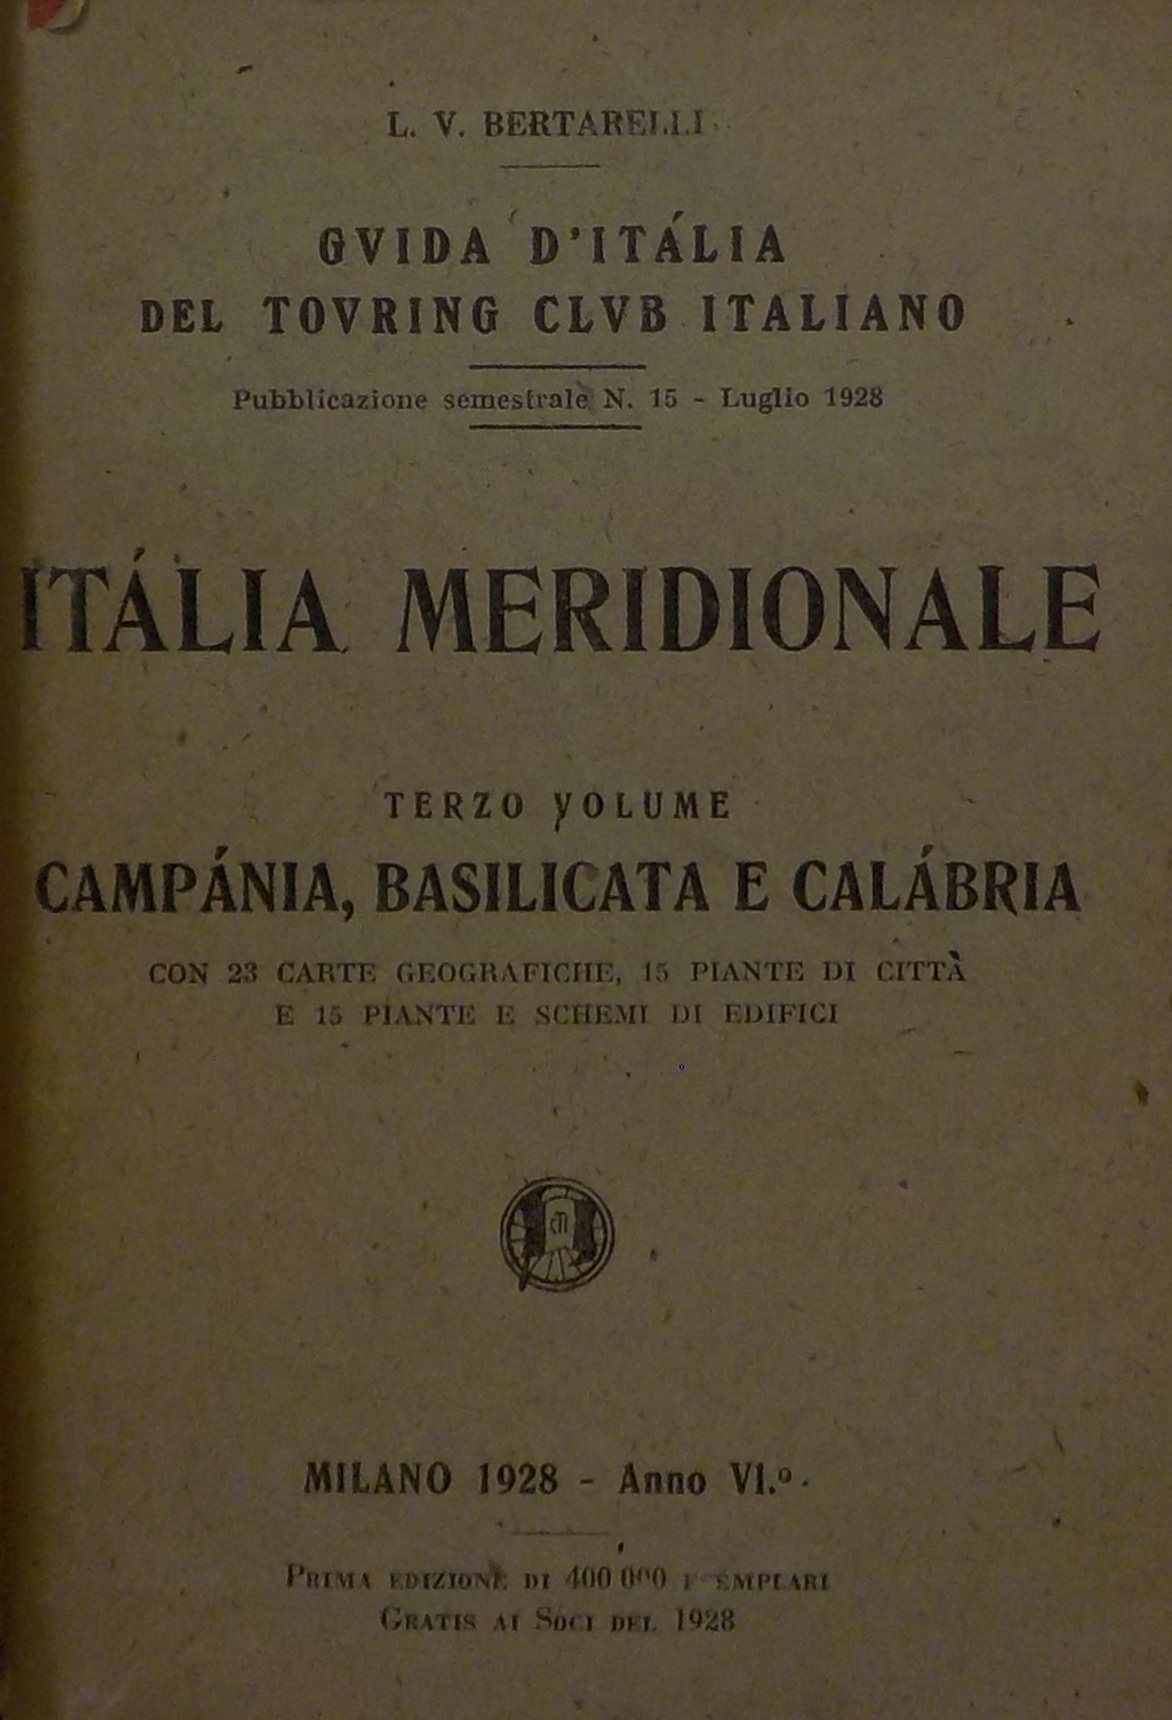 L. V. BERTARELLI
GVIDA D'ITÁLIA
DEL TOVRING CLVB ITALIANO
Pubblicazione semestrale N. 15 - Luglio 1928
ITÁLIA MERIDIONALE
TERZO VOLUME
CAMPÁNIA, BASILICATA E CALÁBRIA
CON 23 CARTE GEOGRAFICHE, 15 PIANTE DI CITTÀ
E 15 PIANTE E SCHEMI DI EDIFICI
CTI
MILANO 1928 - Anno VI.º
PRIMA EDIZIONE DI 400 000 ESEMPLARI
GRATIS AI SOCI DEL 1928